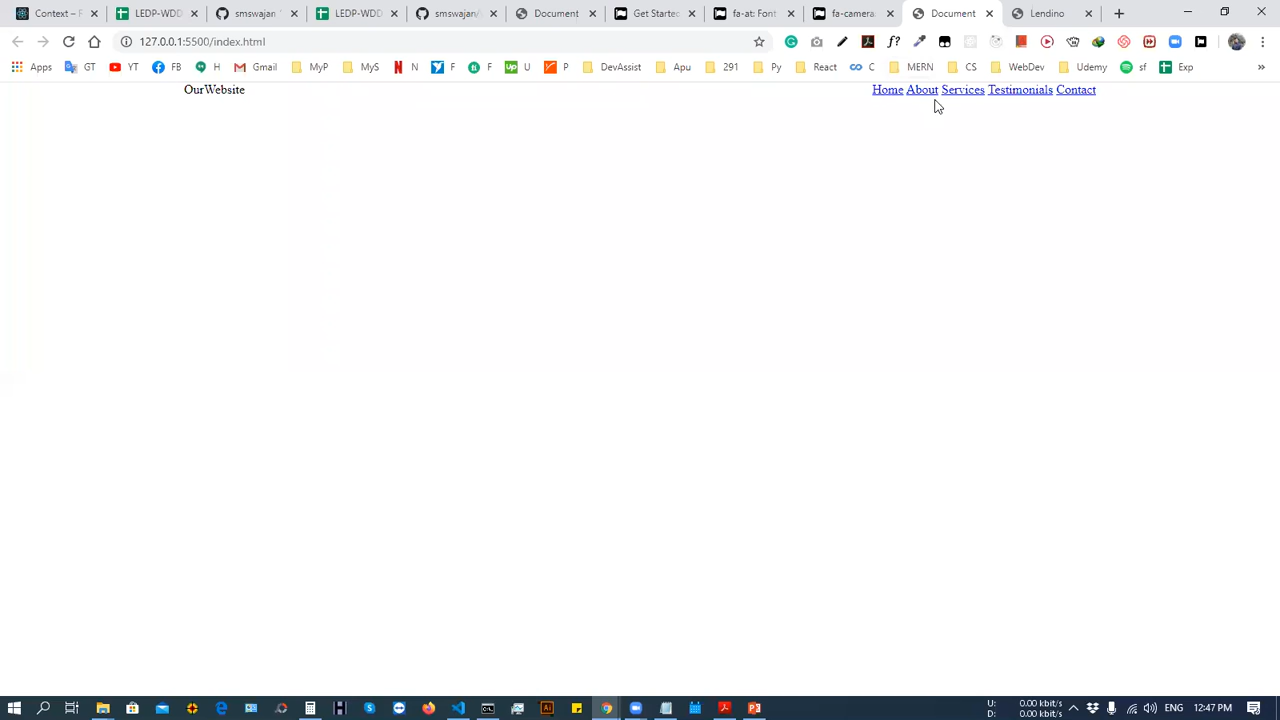 Context – F
LEDP-WDD
smswajan
LEDP-WDD
smswajan/
Document
Get Started
fa-at: Font
fa-camera:
Document
Lendino
127.0.0.1:5500/index.html
Apps GT YT FB H Gmail MyP MyS N F F U P DevAssist Apu 291 Py React C MERN CS WebDev Udemy sf Exp »
OurWebsite
Home About Services Testimonials Contact
U: 0.00 kbit/s
D: 0.00 kbit/s
ENG 12:47 PM